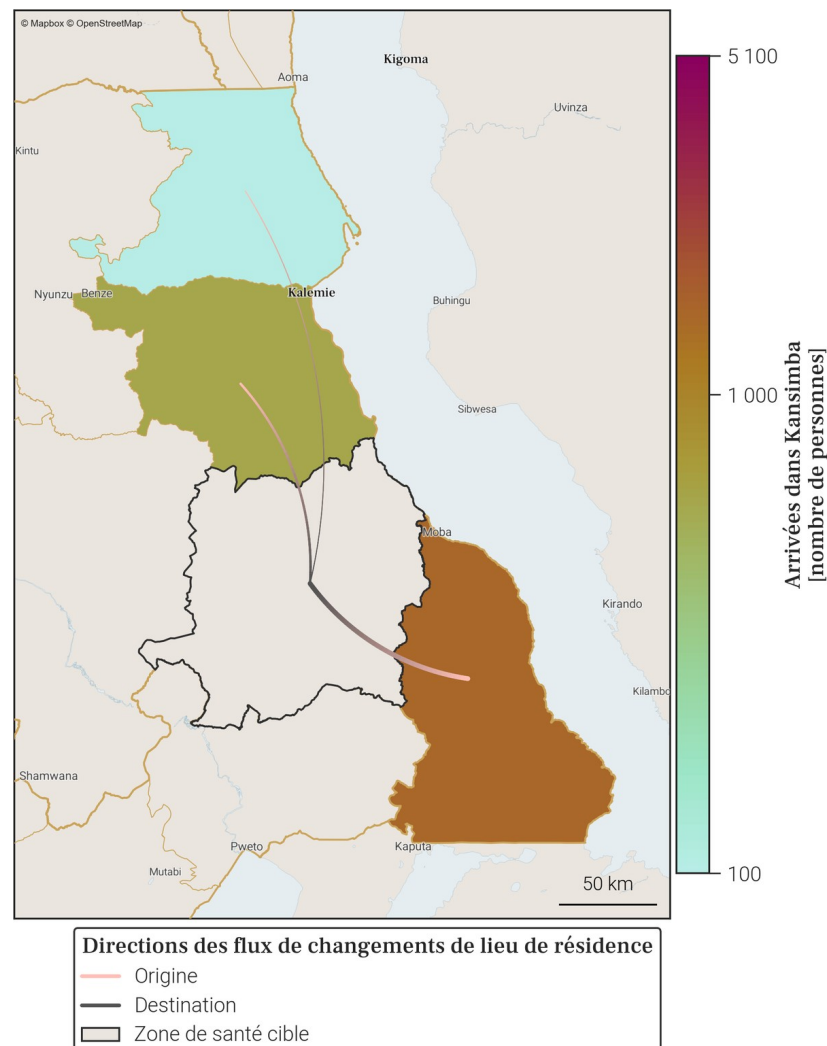 © Mapbox © OpenStreetMap
Kigoma
Aoma
Uvinza
Kintu
Nyunzu
Benze
Kalemie
Buhingu
Sibwesa
Moba
Kirando
Kilambo
Shamwana
Pweto
Kaputa
Mutabi
50 km
5 100
1 000
100
Arrivées dans Kansimba
[nombre de personnes]
Directions des flux de changements de lieu de résidence
Origine
Destination
Zone de santé cible